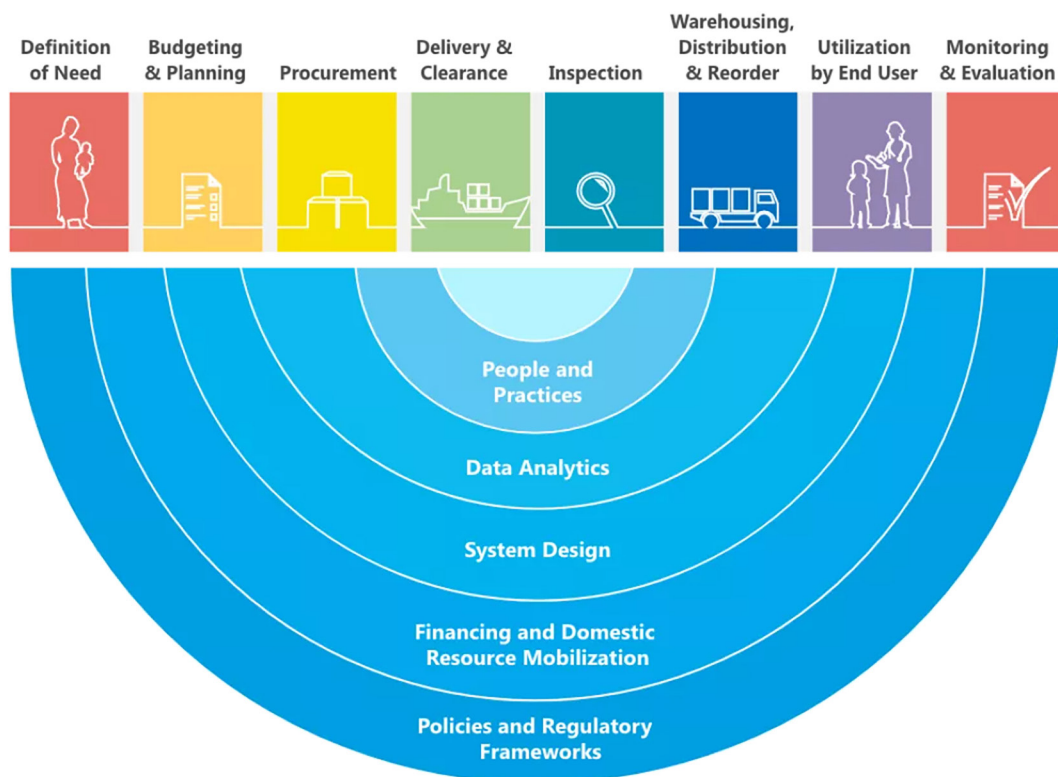 Definition
of Need
Budgeting
& Planning
Procurement
Delivery &
Clearance
Inspection
Warehousing,
Distribution
& Reorder
Utilization
by End User
Monitoring
& Evaluation
People and
Practices
Data Analytics
System Design
Financing and Domestic
Resource Mobilization
Policies and Regulatory
Frameworks